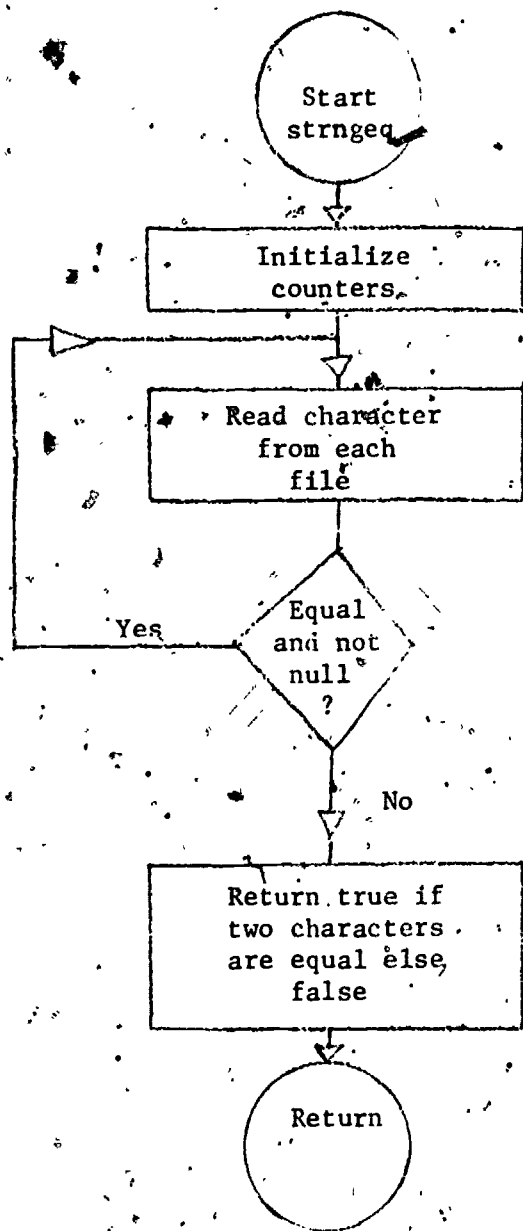 Start
strngeq
Initialize
counters
Read character
from each
file
Equal
and not
null
?
Yes
No
Return true if
two characters
are equal else
false
Return